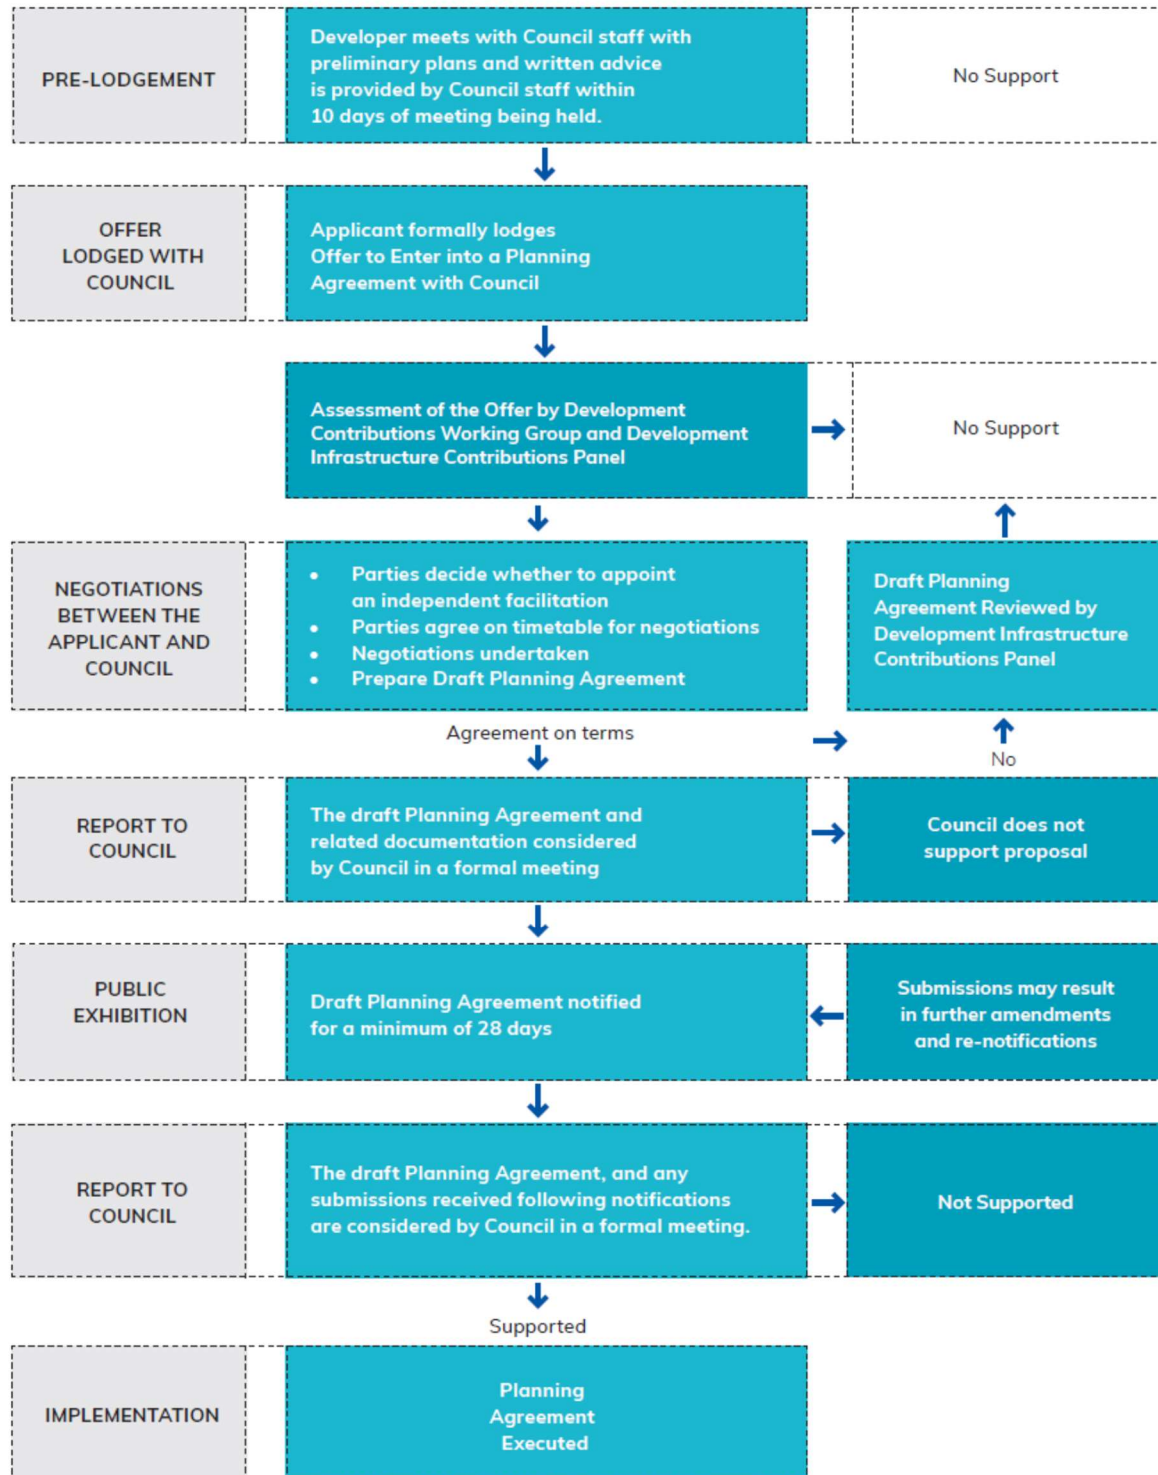 PRE-LODGEMENT
Developer meets with Council staff with
preliminary plans and written advice
is provided by Council staff within
10 days of meeting being held.
No Support
OFFER
LODGED WITH
COUNCIL
Applicant formally lodges
Offer to Enter into a Planning
Agreement with Council
Assessment of the Offer by Development
Contributions Working Group and Development
Infrastructure Contributions Panel
No Support
NEGOTIATIONS
BETWEEN THE
APPLICANT AND
COUNCIL
• Parties decide whether to appoint
an independent facilitation
• Parties agree on timetable for negotiations
• Negotiations undertaken
• Prepare Draft Planning Agreement
Draft Planning
Agreement Reviewed by
Development Infrastructure
Contributions Panel
Agreement on terms
No
REPORT TO
COUNCIL
The draft Planning Agreement and
related documentation considered
by Council in a formal meeting
Council does not
support proposal
PUBLIC
EXHIBITION
Draft Planning Agreement notified
for a minimum of 28 days
Submissions may result
in further amendments
and re-notifications
REPORT TO
COUNCIL
The draft Planning Agreement, and any
submissions received following notifications
are considered by Council in a formal meeting.
Not Supported
Supported
IMPLEMENTATION
Planning
Agreement
Executed